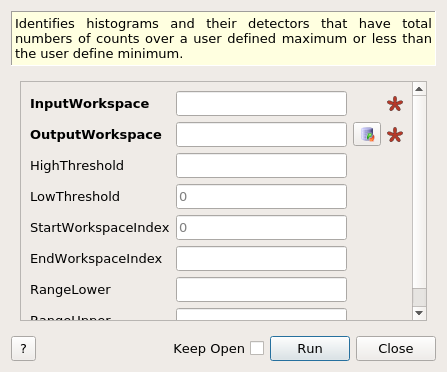 Identifies histograms and their detectors that have total
numbers of counts over a user defined maximum or less than
the user define minimum.
InputWorkspace
OutputWorkspace
HighThreshold
LowThreshold 0
StartWorkspaceIndex 0
EndWorkspaceIndex
RangeLower
RangeUpper
? Keep Open Run Close